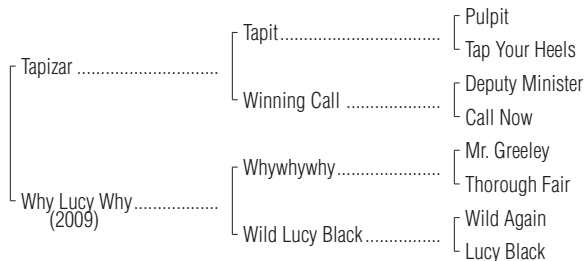 Pulpit
Tapit
Tap Your Heels
Tapizar
Deputy Minister
Winning Call
Call Now
Mr. Greeley
Whywhywhy
Thorough Fair
Why Lucy Why
(2009)
Wild Again
Wild Lucy Black
Lucy Black